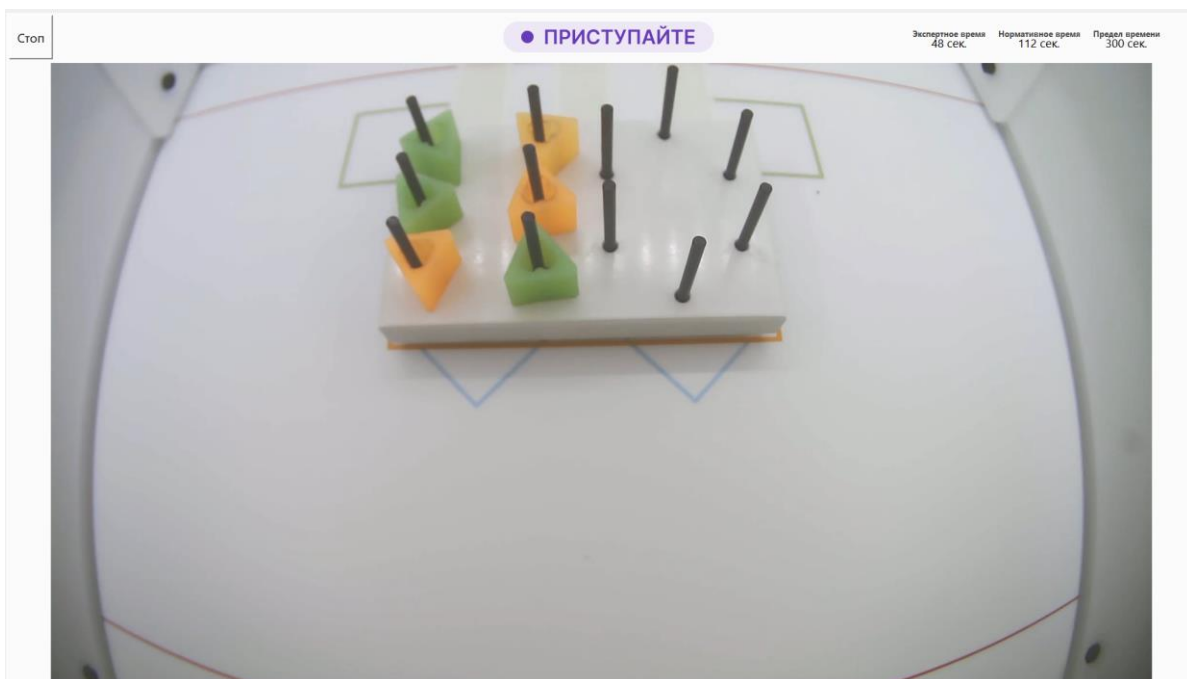 Стоп
ПРИСТУПАЙТЕ
Экспертное время
48 сек.
Нормативное время
112 сек.
Предел времени
300 сек.